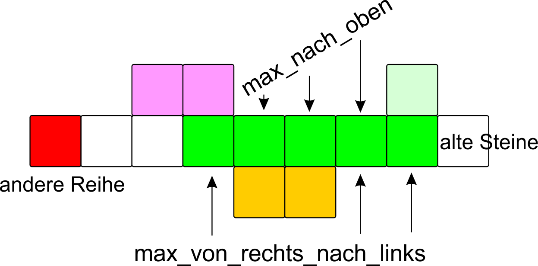 max_nach_oben
alte Steine
andere Reihe
max_von_rechts_nach_links